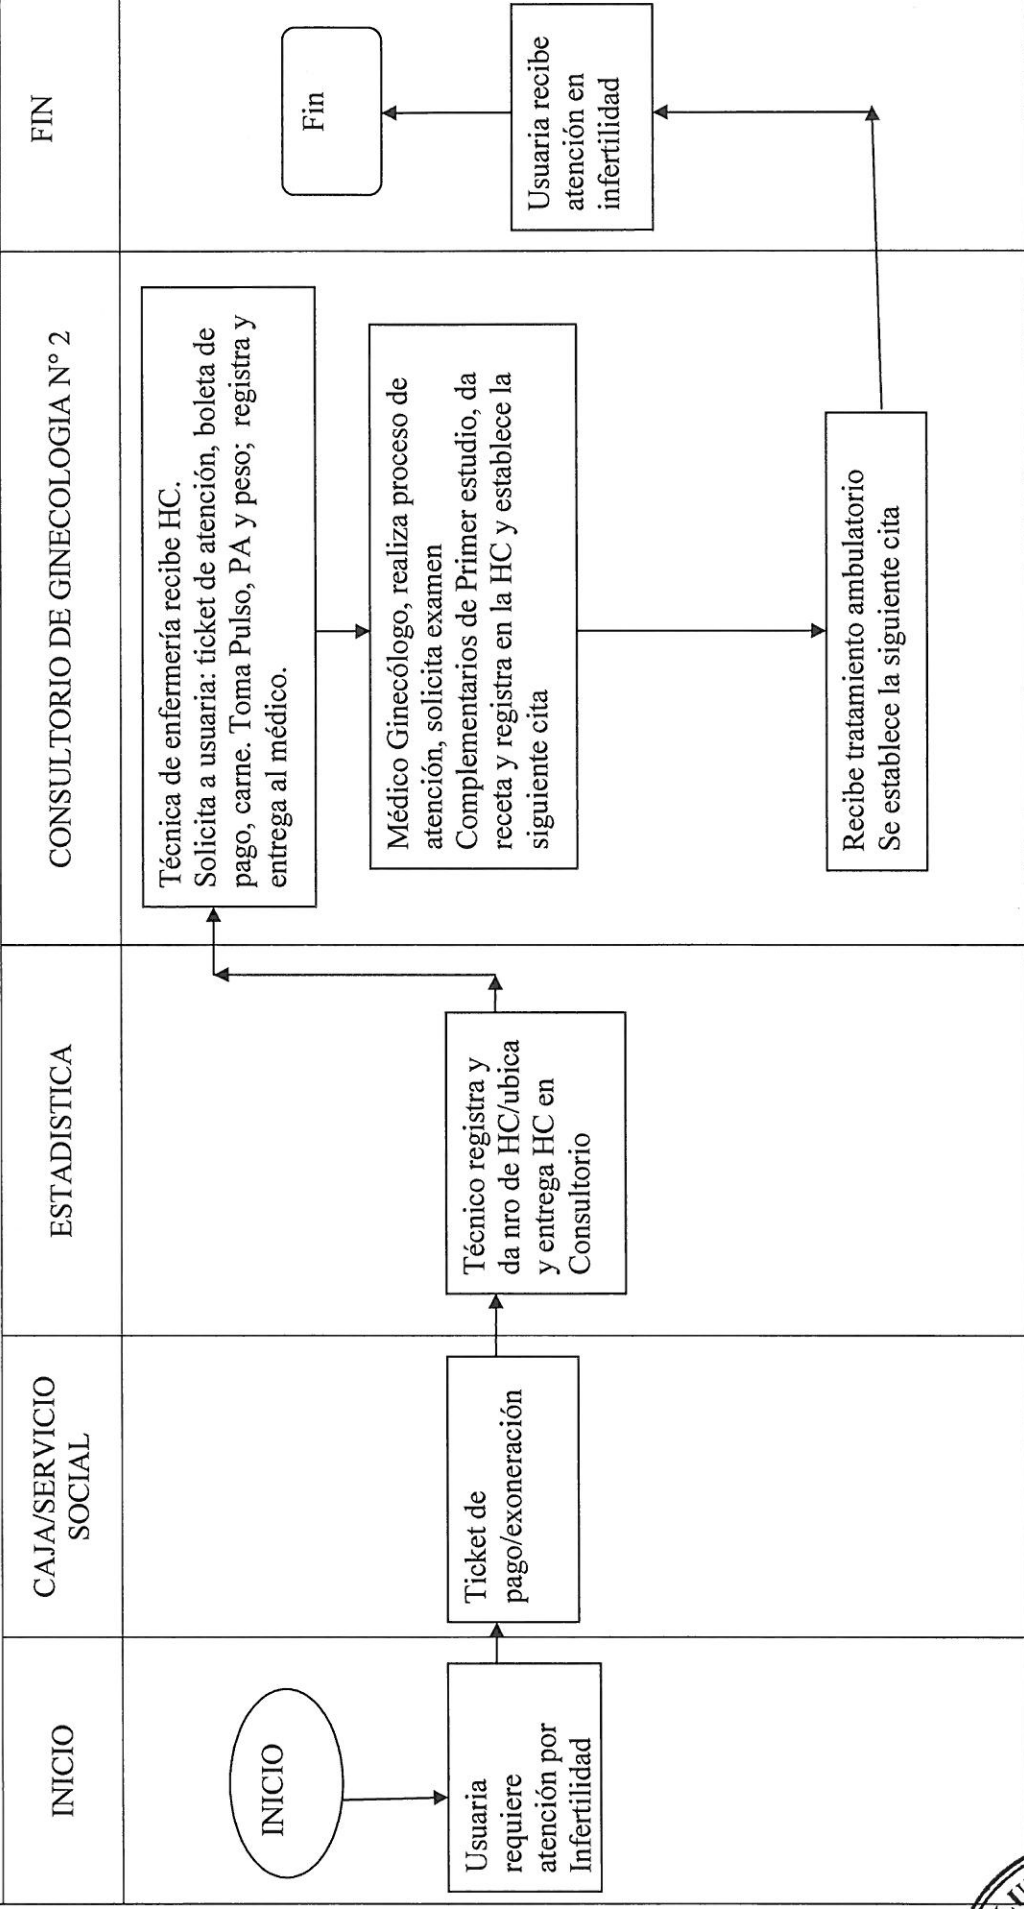 INICIO
CAJA/SERVICIO
SOCIAL
ESTADISTICA
CONSULTORIO DE GINECOLOGIA N° 2
FIN
INICIO
Usuaria
requiere
atención por
Infertilidad
Ticket de
pago/exoneración
Técnico registra y
da nro de HC/ubica
y entrega HC en
Consultorio
Técnica de enfermería recibe HC.
Solicita a usuaria: ticket de atención, boleta de
pago, carne. Toma Pulso, PA y peso; registra y
entrega al médico.
Médico Ginecólogo, realiza proceso de
atención, solicita examen
Complementarios de Primer estudio, da
receta y registra en la HC y establece la
siguiente cita
Recibe tratamiento ambulatorio
Se establece la siguiente cita
Usuaria recibe
atención en
infertilidad
Fin